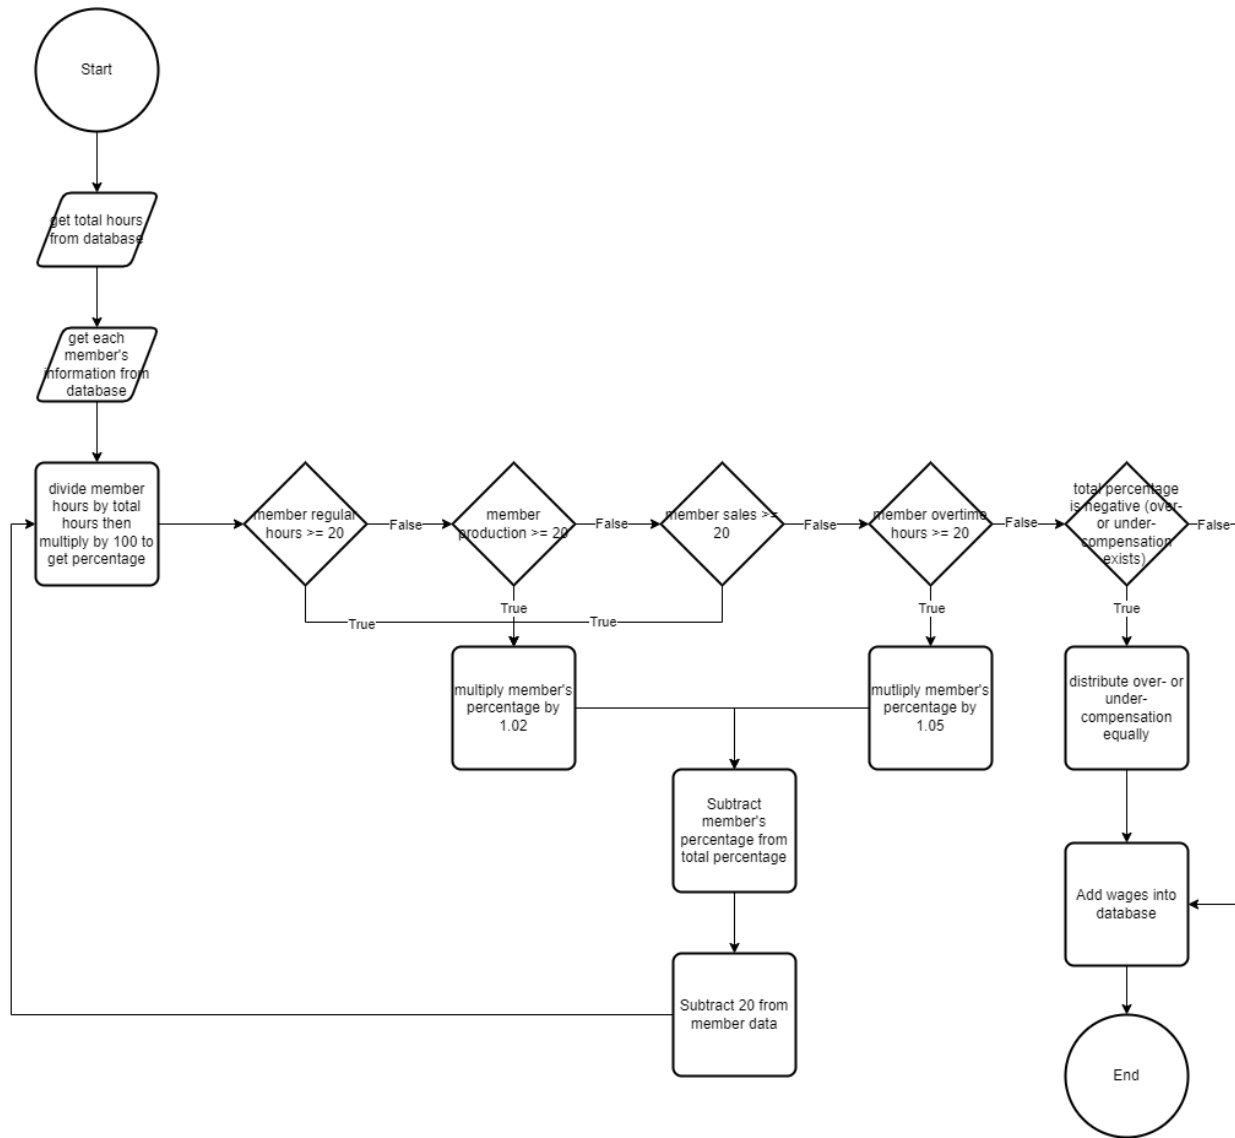 Start
get total hours
from database
get each
member's
information from
database
divide member
hours by total
hours then
multiply by 100 to
get percentage
member regular
hours >= 20
False
member
production >= 20
False
member sales >=
20
False
member overtime
hours >= 20
False
total percentage
is negative (over-
or under-
compensation
exists)
False
True
True
True
True
True
multiply member's
percentage by
1.02
mutliply member's
percentage by
1.05
distribute over- or
under-
compensation
equally
Subtract
member's
percentage from
total percentage
Add wages into
database
Subtract 20 from
member data
End